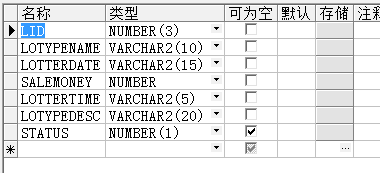 名称 类型 可为空 默认 存储 注释
LID NUMBER(3)
LOTYPENAME VARCHAR2(10)
LOTTERDATE VARCHAR2(15)
SALEMONEY NUMBER
LOTTERTIME VARCHAR2(5)
LOTYPEDESC VARCHAR2(20)
STATUS NUMBER(1)
* ...